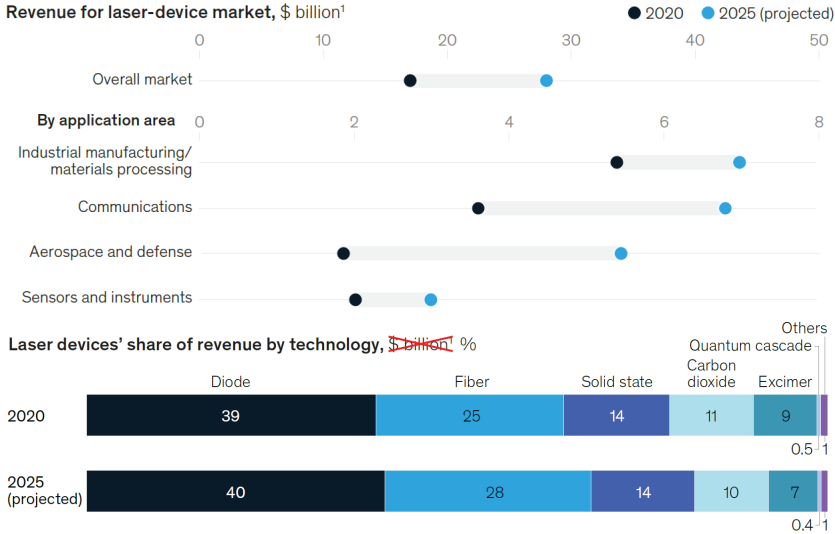 Revenue for laser-device market, $ billion¹
2020
2025 (projected)
0 10 20 30 40 50
Overall market
By application area
0 2 4 6 8
Industrial manufacturing/
materials processing
Communications
Aerospace and defense
Sensors and instruments
Laser devices’ share of revenue by technology, $ billion¹ %
Others
Quantum cascade
Diode Fiber Solid state Carbon
dioxide Excimer
2020
39 25 14 11 9
0.5 1
2025
(projected)
40 28 14 10 7
0.4 1